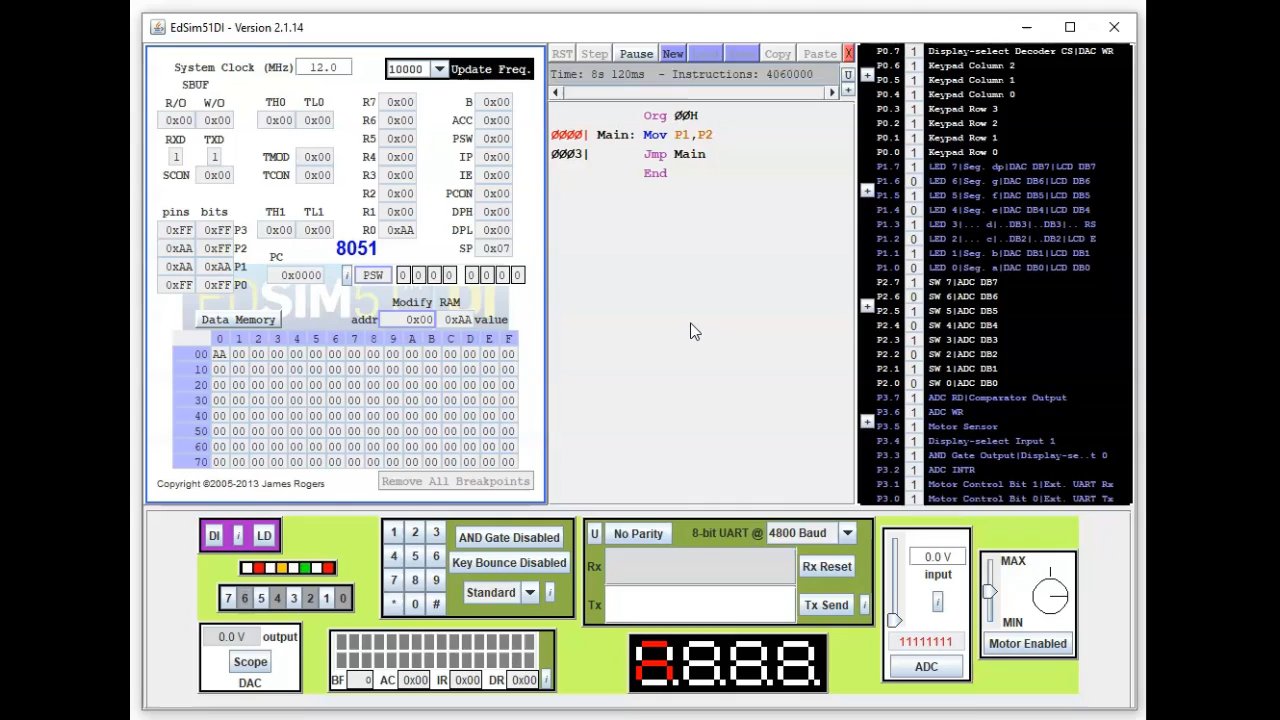 EdSim51DI - Version 2.1.14
System Clock (MHz) 12.0 10000 Update Freq.
SBUF
R/O W/O TH0 TL0 R7 0x00 B 0x00
0x00 0x00 0x00 0x00 R6 0x00 ACC 0x00
RXD TXD R5 0x00 PSW 0x00
1 1 TMOD 0x00 R4 0x00 IP 0x00
SCON 0x00 TCON 0x00 R3 0x00 IE 0x00
R2 0x00 PCON 0x00
pins bits TH1 TL1 R1 0x00 DPH 0x00
0xFF 0xFF P3 0x00 0x00 R0 0xAA DPL 0x00
0xAA 0xFF P2 8051 SP 0x07
PC
0xAA 0xAA P1 0x0000 i PSW 0 0 0 0 0 0 0 0
0xFF 0xFF P0
Modify RAM
Data Memory addr 0x00 0xAA value
0 1 2 3 4 5 6 7 8 9 A B C D E F
00 AA 00 00 00 00 00 00 00 00 00 00 00 00 00 00 00
10 00 00 00 00 00 00 00 00 00 00 00 00 00 00 00 00
20 00 00 00 00 00 00 00 00 00 00 00 00 00 00 00 00
30 00 00 00 00 00 00 00 00 00 00 00 00 00 00 00 00
40 00 00 00 00 00 00 00 00 00 00 00 00 00 00 00 00
50 00 00 00 00 00 00 00 00 00 00 00 00 00 00 00 00
60 00 00 00 00 00 00 00 00 00 00 00 00 00 00 00 00
70 00 00 00 00 00 00 00 00 00 00 00 00 00 00 00 00
Copyright ©2005-2013 James Rogers Remove All Breakpoints
RST Step Pause New Copy Paste X
Time: 8s 120ms - Instructions: 4060000 U
Org ØØH
ØØØØ| Main: Mov P1,P2
ØØØ3| Jmp Main
End
P0.7 1 Display-select Decoder CS|DAC WR
P0.6 1 Keypad Column 2
P0.5 1 Keypad Column 1
P0.4 1 Keypad Column 0
P0.3 1 Keypad Row 3
P0.2 1 Keypad Row 2
P0.1 1 Keypad Row 1
P0.0 1 Keypad Row 0
P1.7 1 LED 7|Seg. dp|DAC DB7|LCD DB7
P1.6 0 LED 6|Seg. g|DAC DB6|LCD DB6
P1.5 1 LED 5|Seg. f|DAC DB5|LCD DB5
P1.4 0 LED 4|Seg. e|DAC DB4|LCD DB4
P1.3 1 LED 3|... d|..DB3|..DB3|.. RS
P1.2 0 LED 2|... c|..DB2|..DB2|LCD E
P1.1 1 LED 1|Seg. b|DAC DB1|LCD DB1
P1.0 0 LED 0|Seg. a|DAC DB0|LCD DB0
P2.7 1 SW 7|ADC DB7
P2.6 0 SW 6|ADC DB6
P2.5 1 SW 5|ADC DB5
P2.4 0 SW 4|ADC DB4
P2.3 1 SW 3|ADC DB3
P2.2 0 SW 2|ADC DB2
P2.1 1 SW 1|ADC DB1
P2.0 0 SW 0|ADC DB0
P3.7 1 ADC RD|Comparator Output
P3.6 1 ADC WR
P3.5 1 Motor Sensor
P3.4 1 Display-select Input 1
P3.3 1 AND Gate Output|Display-se..t 0
P3.2 1 ADC INTR
P3.1 1 Motor Control Bit 1|Ext. UART Rx
P3.0 1 Motor Control Bit 0|Ext. UART Tx
DI i LD
7 6 5 4 3 2 1 0
0.0 V output
Scope
DAC
1 2 3
4 5 6
7 8 9
* 0 #
AND Gate Disabled
Key Bounce Disabled
Standard i
BF 0 AC 0x00 IR 0x00 DR 0x00 i
U No Parity 8-bit UART @ 4800 Baud
Rx Rx Reset
Tx Tx Send i
0.0 V
input
i
11111111
ADC
MAX
MIN
Motor Enabled